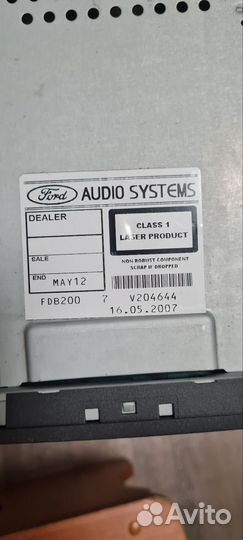 Ford AUDIO SYSTEMS
DEALER
CLASS 1
LASER PRODUCT
SALE
NON ROBUST COMPONENT
SCRAP IF DROPPED
END MAY12
FDB200 7 V204644
16.05.2007
Avito